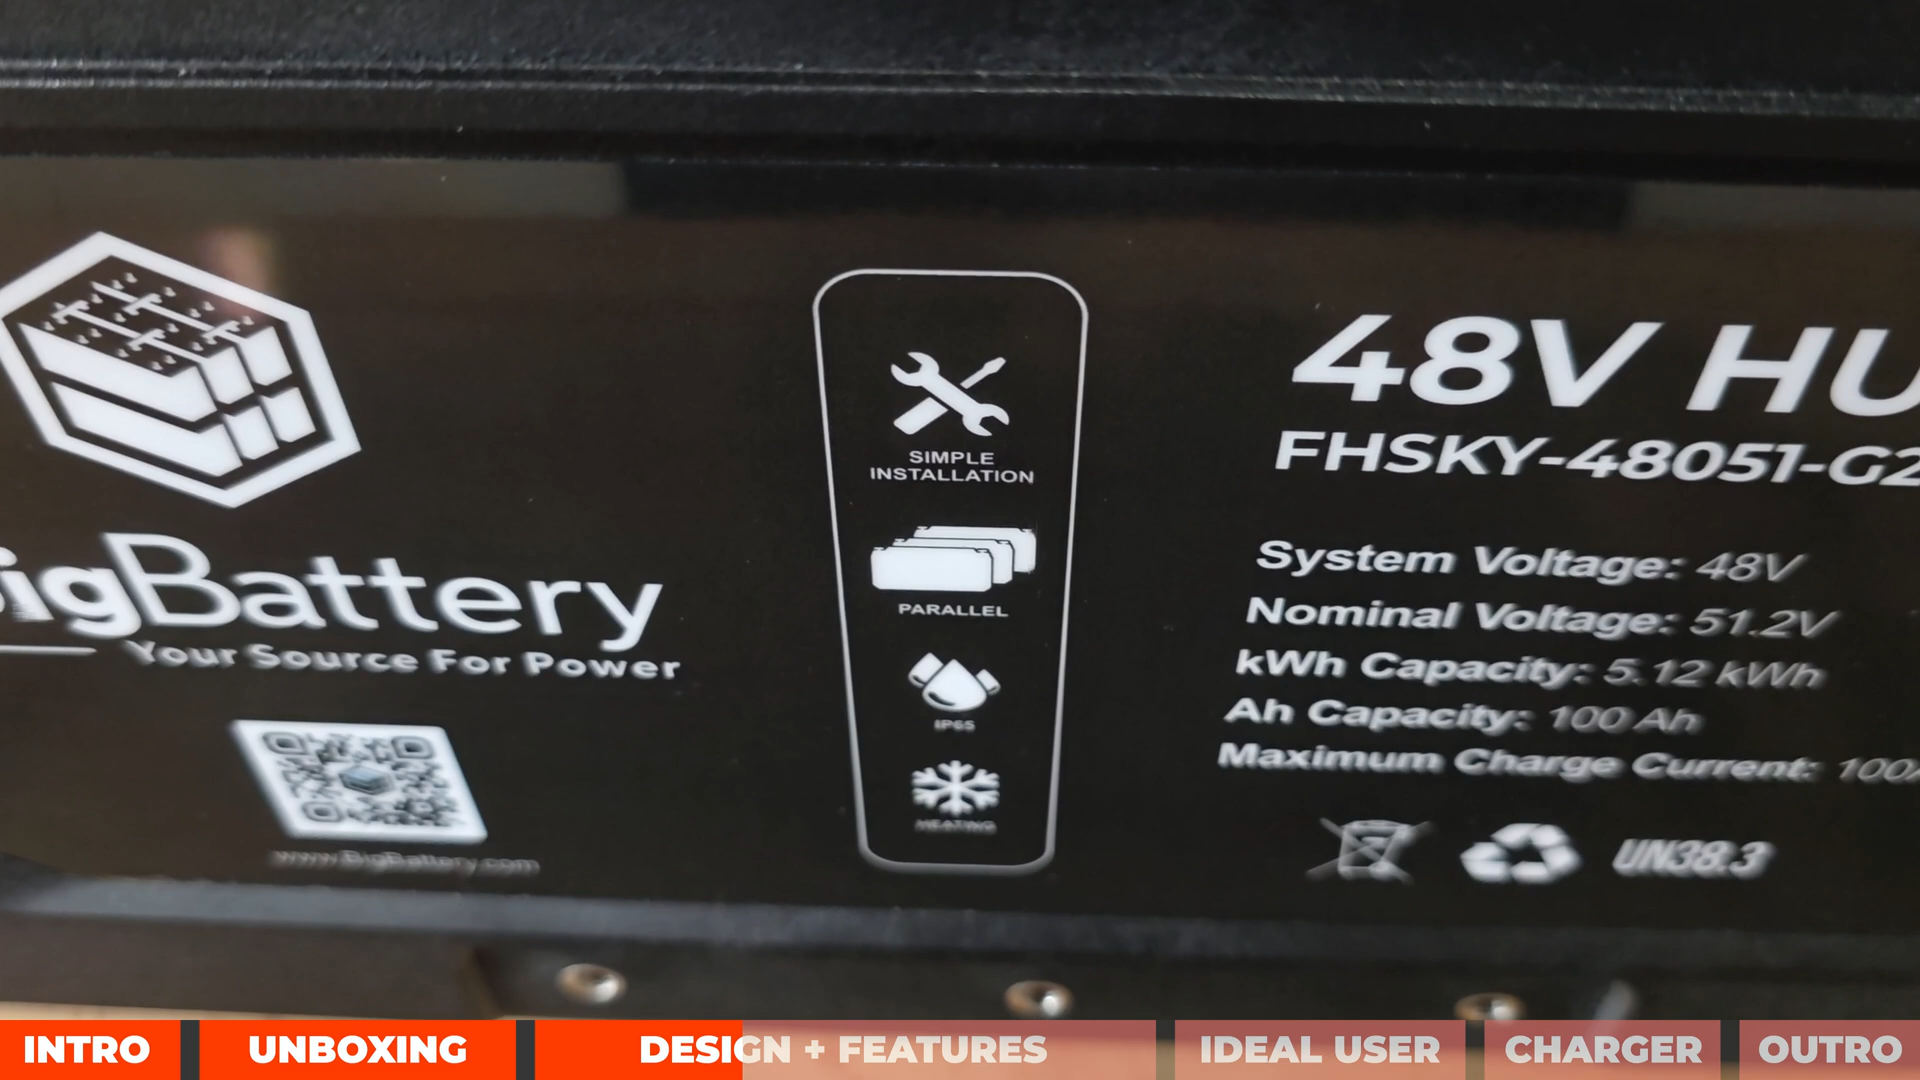 BigBattery
Your Source For Power
www.BigBattery.com
SIMPLE
INSTALLATION
PARALLEL
IP65
HEATING
48V HU
FHSKY-48051-G2
System Voltage: 48V
Nominal Voltage: 51.2V
kWh Capacity: 5.12 kWh
Ah Capacity: 100 Ah
Maximum Charge Current: 100A
UN38.3
INTRO
UNBOXING
DESIGN + FEATURES
IDEAL USER
CHARGER
OUTRO